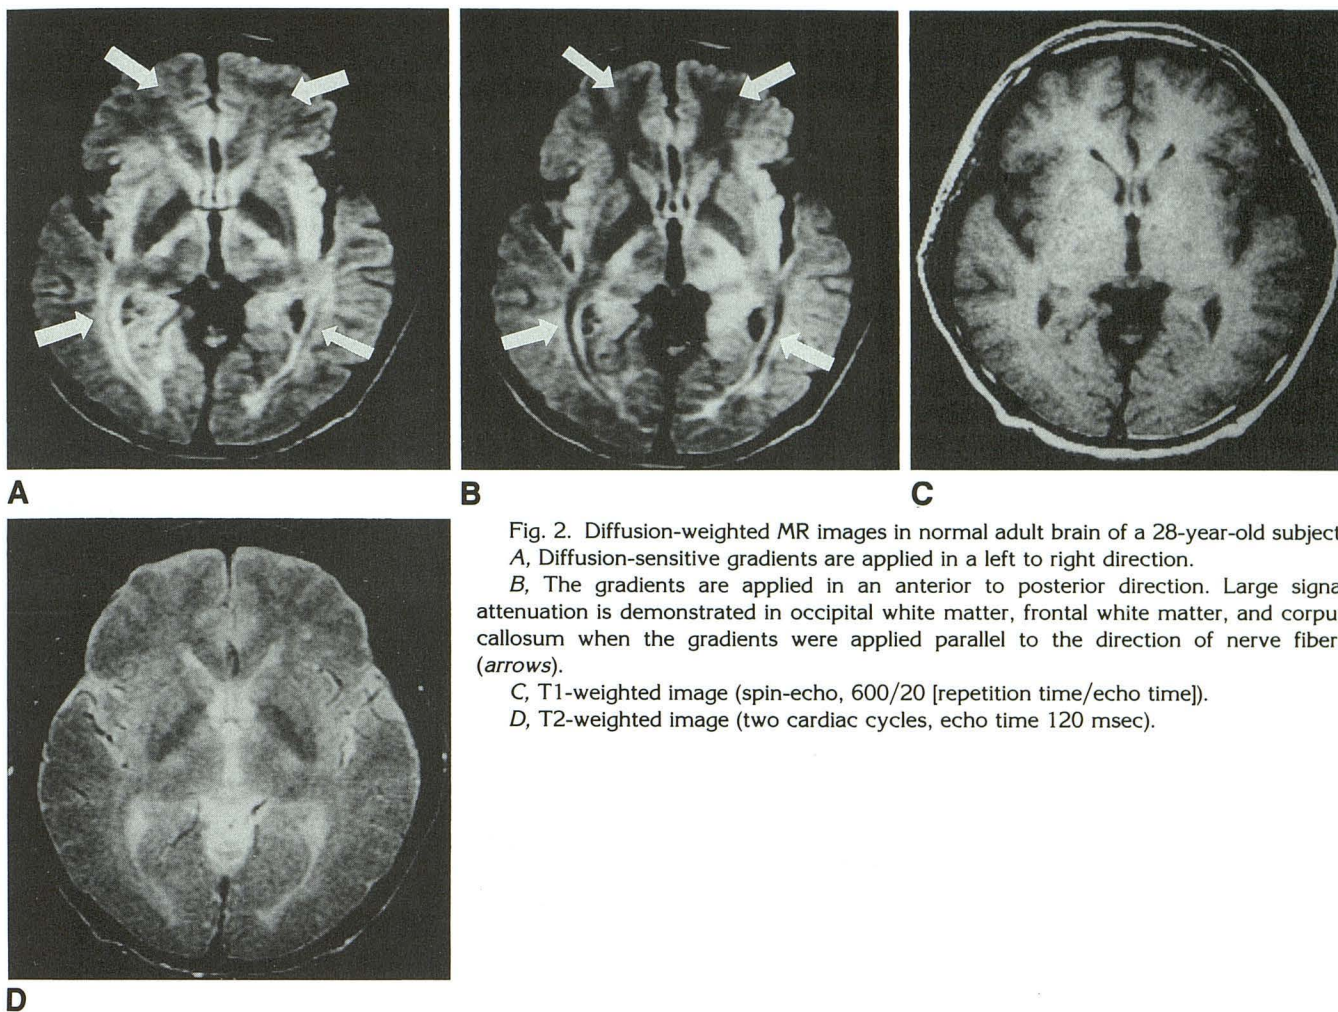 A
B
C
Fig. 2. Diffusion-weighted MR images in normal adult brain of a 28-year-old subject
A, Diffusion-sensitive gradients are applied in a left to right direction.
B, The gradients are applied in an anterior to posterior direction. Large signa
attenuation is demonstrated in occipital white matter, frontal white matter, and corpu
callosum when the gradients were applied parallel to the direction of nerve fiber
(arrows).
C, T1-weighted image (spin-echo, 600/20 [repetition time/echo time]).
D, T2-weighted image (two cardiac cycles, echo time 120 msec).
D